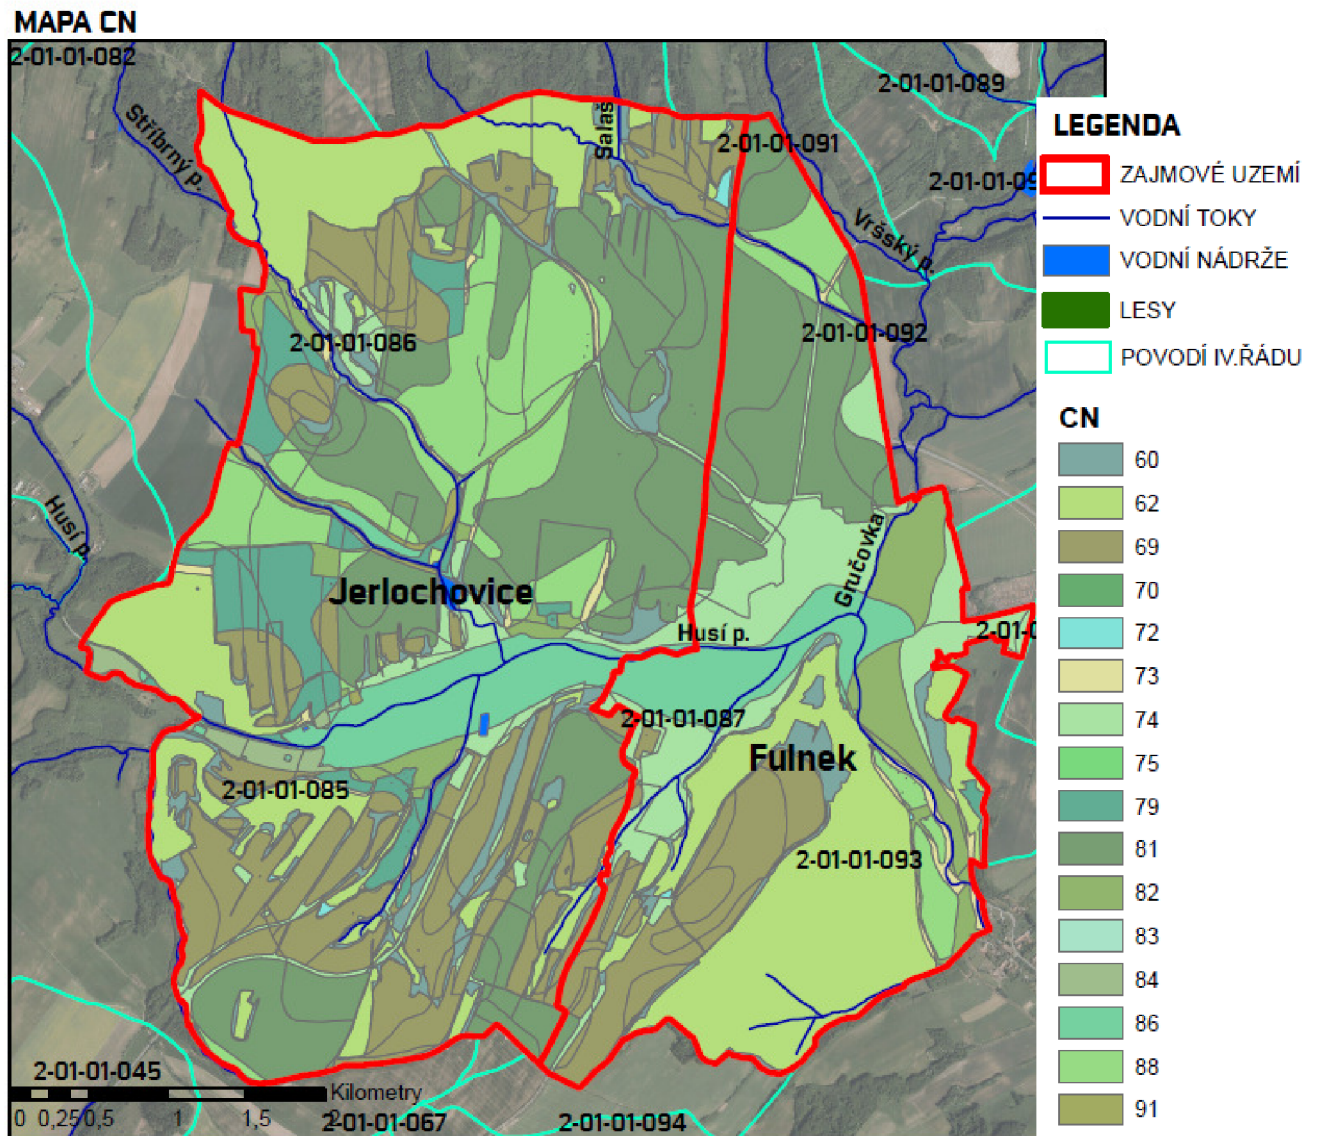 MAPA CN
2-01-01-082
2-01-01-089
Stříbrný p.
Salaš
2-01-01-091
2-01-01-09
Vršský p.
2-01-01-086
2-01-01-092
Husí p.
Jerlochovice
Gručovka
Husí p.
2-01-0
2-01-01-087
Fulnek
2-01-01-085
2-01-01-093
2-01-01-045
Kilometry
0 0,25 0,5 1 1,5 2
2-01-01-067
2-01-01-094
LEGENDA
ZAJMOVÉ UZEMÍ
VODNÍ TOKY
VODNÍ NÁDRŽE
LESY
POVODÍ IV.ŘÁDU
CN
60
62
69
70
72
73
74
75
79
81
82
83
84
86
88
91